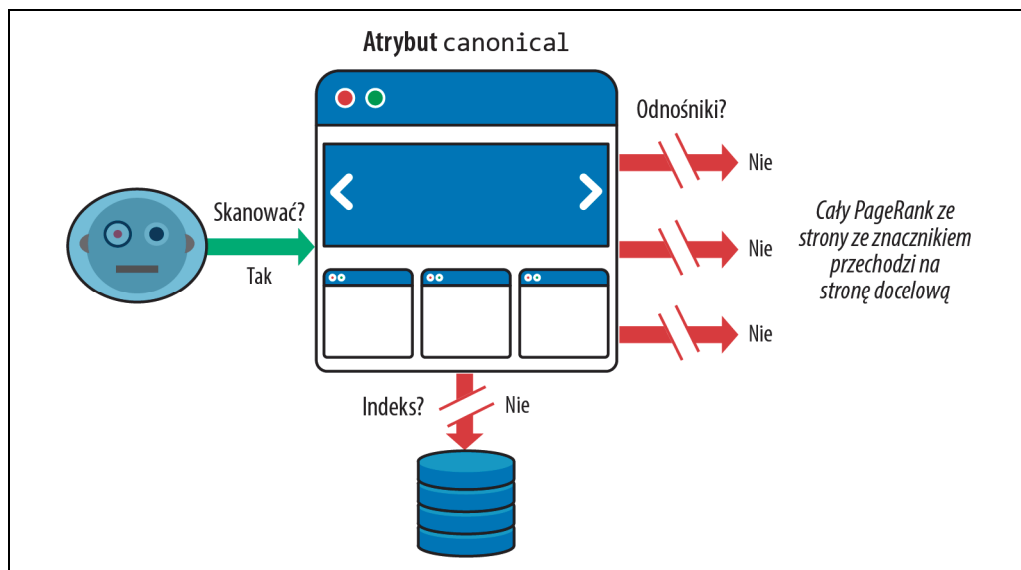 Atrybut canonical
Odnośniki?
Nie
Skanować?
Tak
Nie
Cały PageRank ze
strony ze znacznikiem
przechodzi na
stronę docelową
Nie
Indeks?
Nie